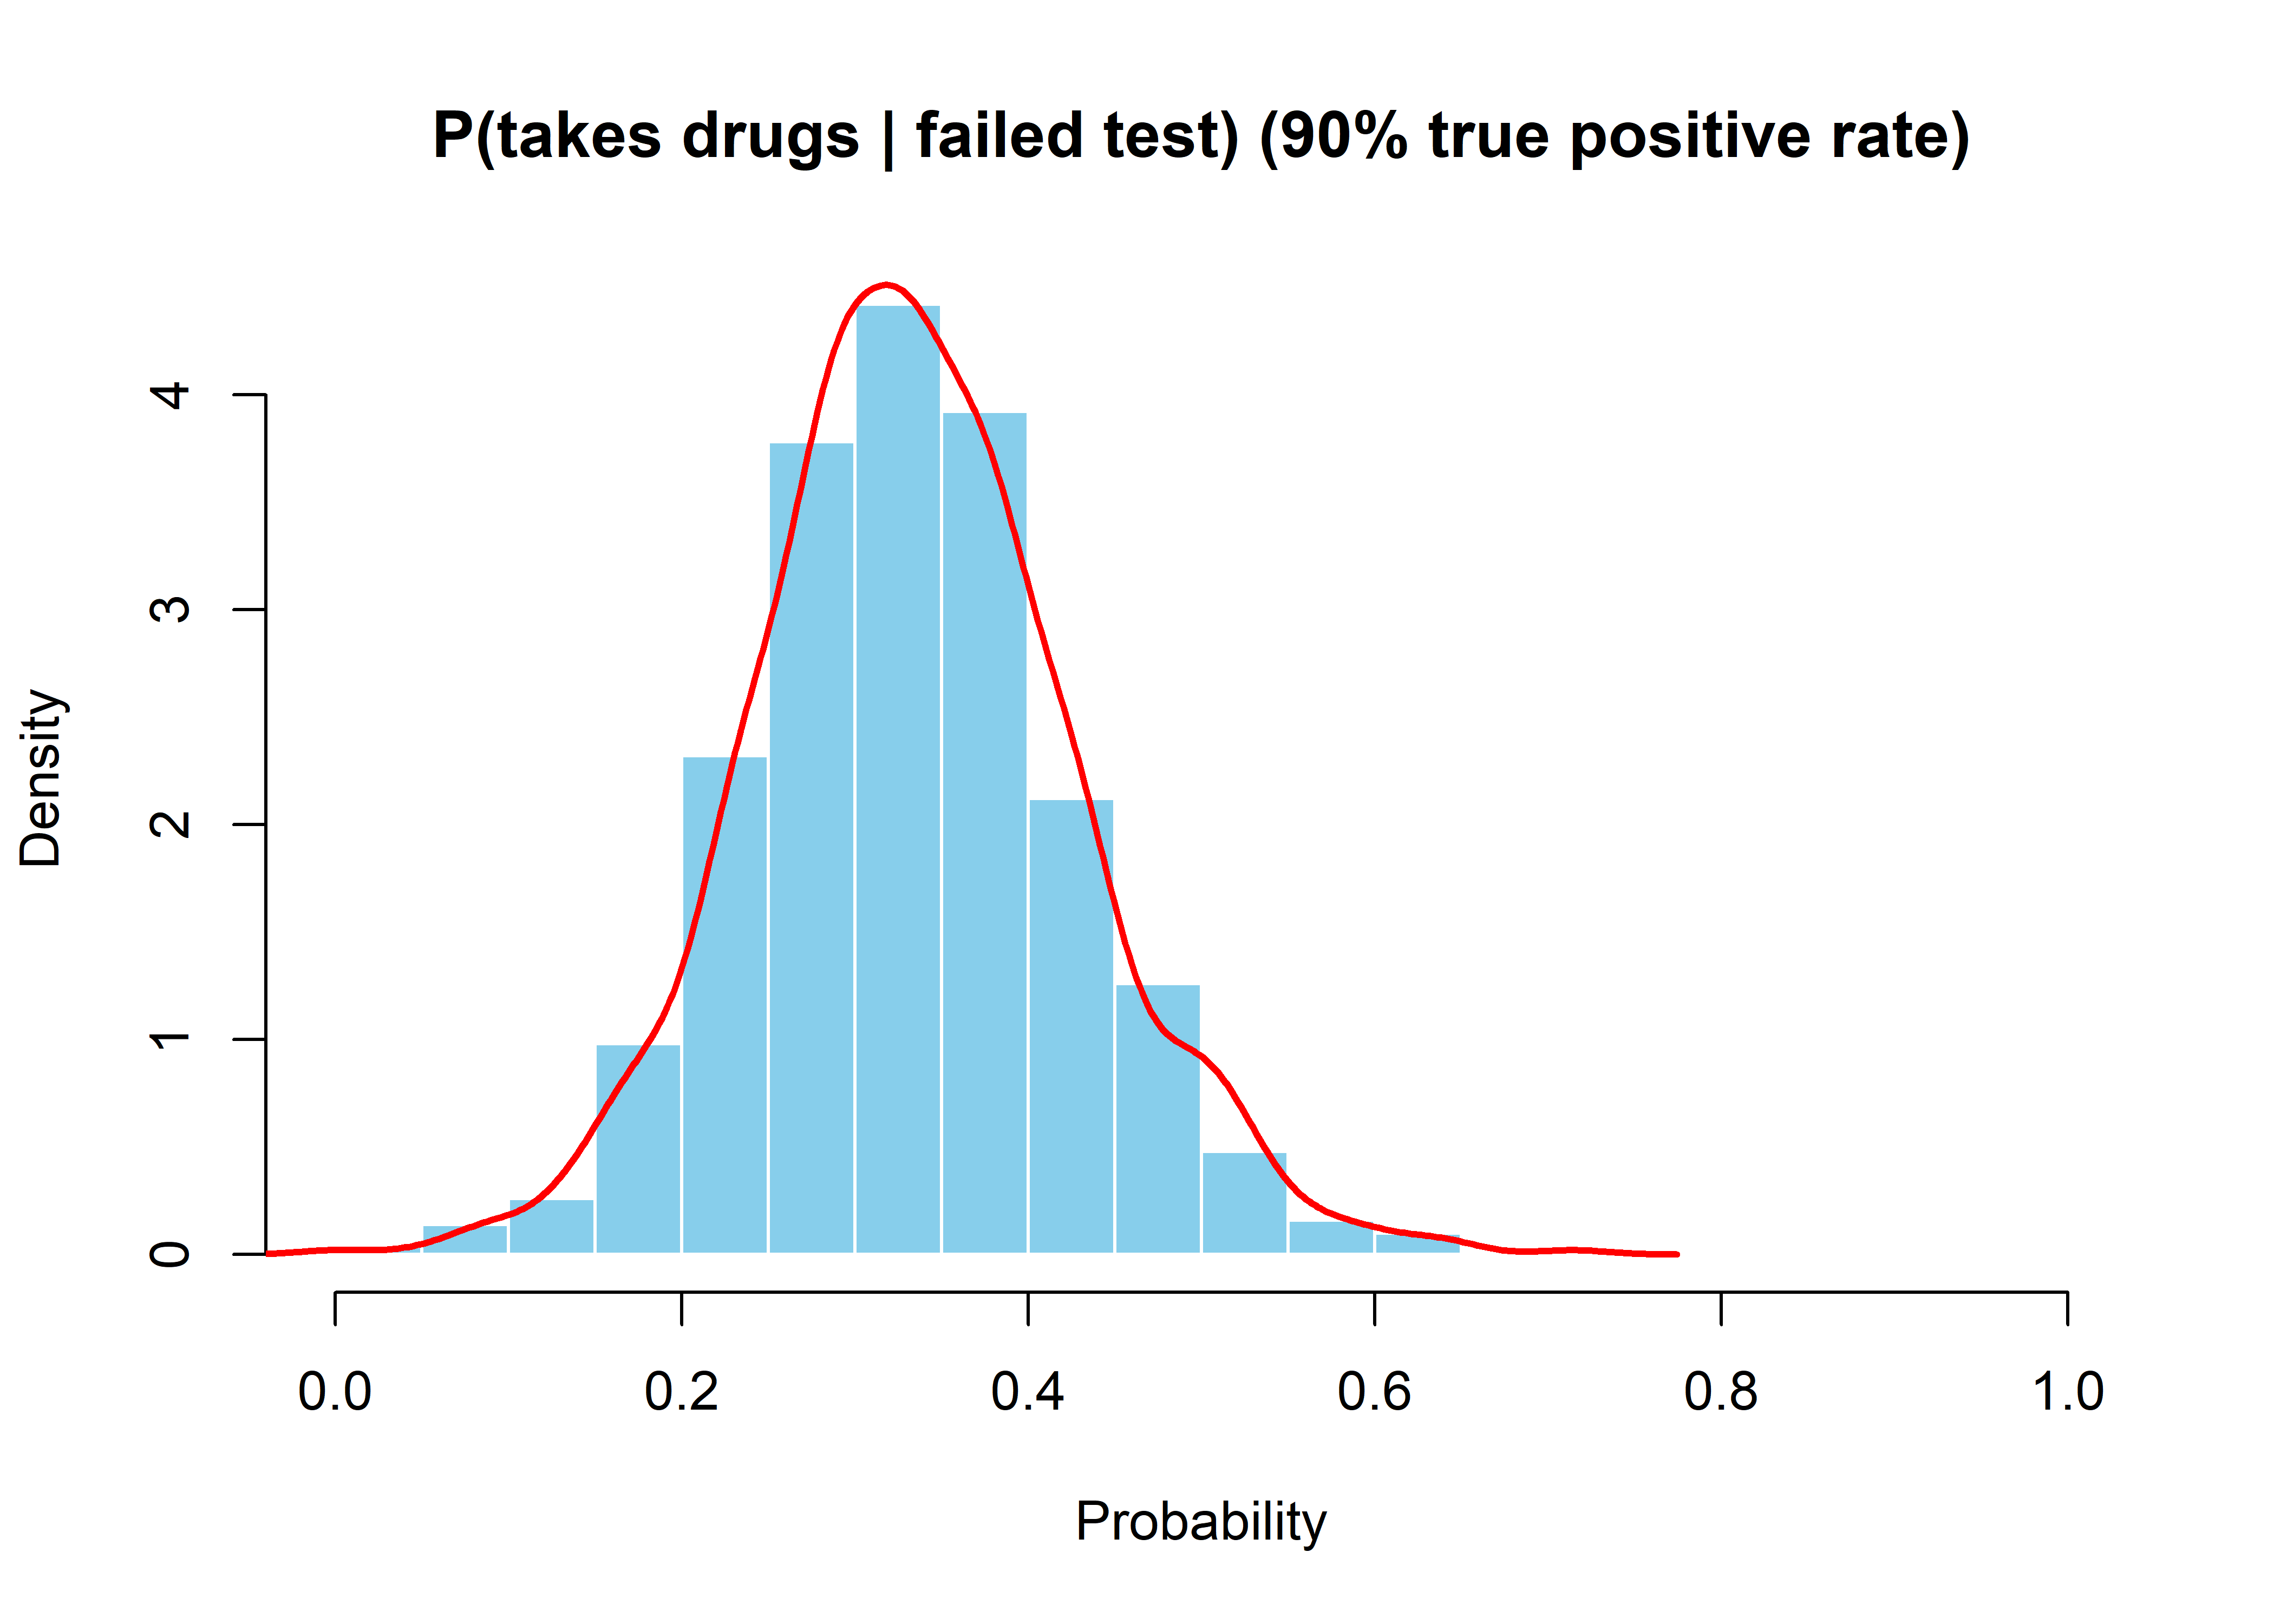 P(takes drugs | failed test) (90% true positive rate)
4
3
2
1
0
Density
0.0 0.2 0.4 0.6 0.8 1.0
Probability